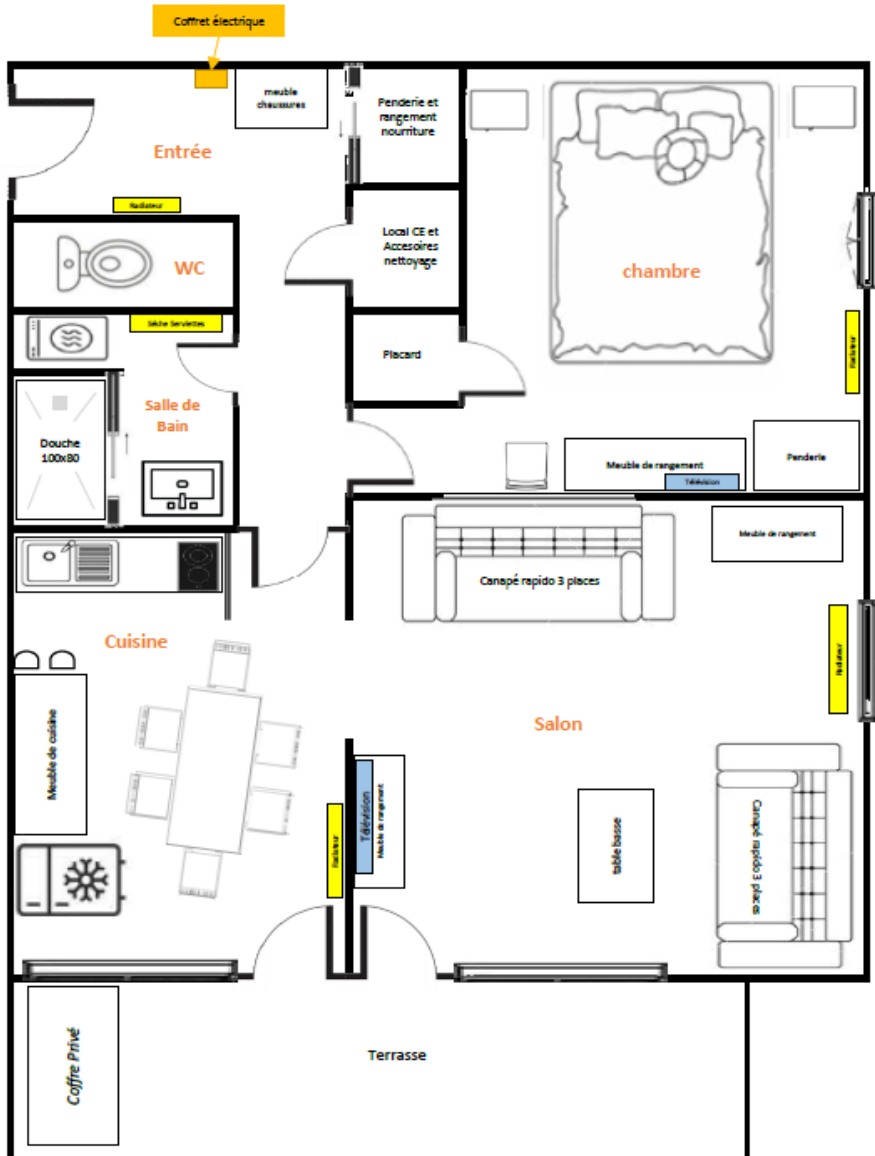 Coffret électrique
meuble
chaussures
Penderie et
rangement
nourriture
Entrée
Radiateur
WC
Local CE et
Accesoires
nettoyage
chambre
Sèche Serviettes
Placard
Radiateur
Salle de
Bain
Douche
100x80
Meuble de rangement
Télévision
Penderie
Meuble de rangement
Canapé rapido 3 places
Cuisine
Radiateur
Salon
Meuble de cuisine
Télévision
Meuble de rangement
Radiateur
table basse
Canapé rapido 3 places
Terrasse
Coffre Privé